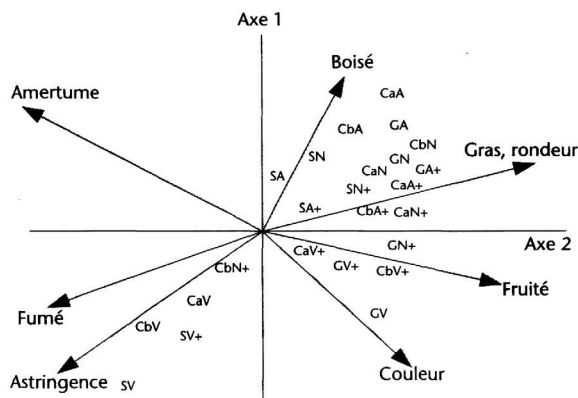 Axe 1
Boisé
Amertume
CaA
CbA
GA
CbN
SN
GN
Gras, rondeur
CaN
GA+
SA
SN+
CaA+
SA+
CbA+
CaN+
Axe 2
CaV+
GN+
CbN+
GV+
CbV+
Fruité
Fumé
CaV
GV
CbV
SV+
Couleur
Astringence
SV